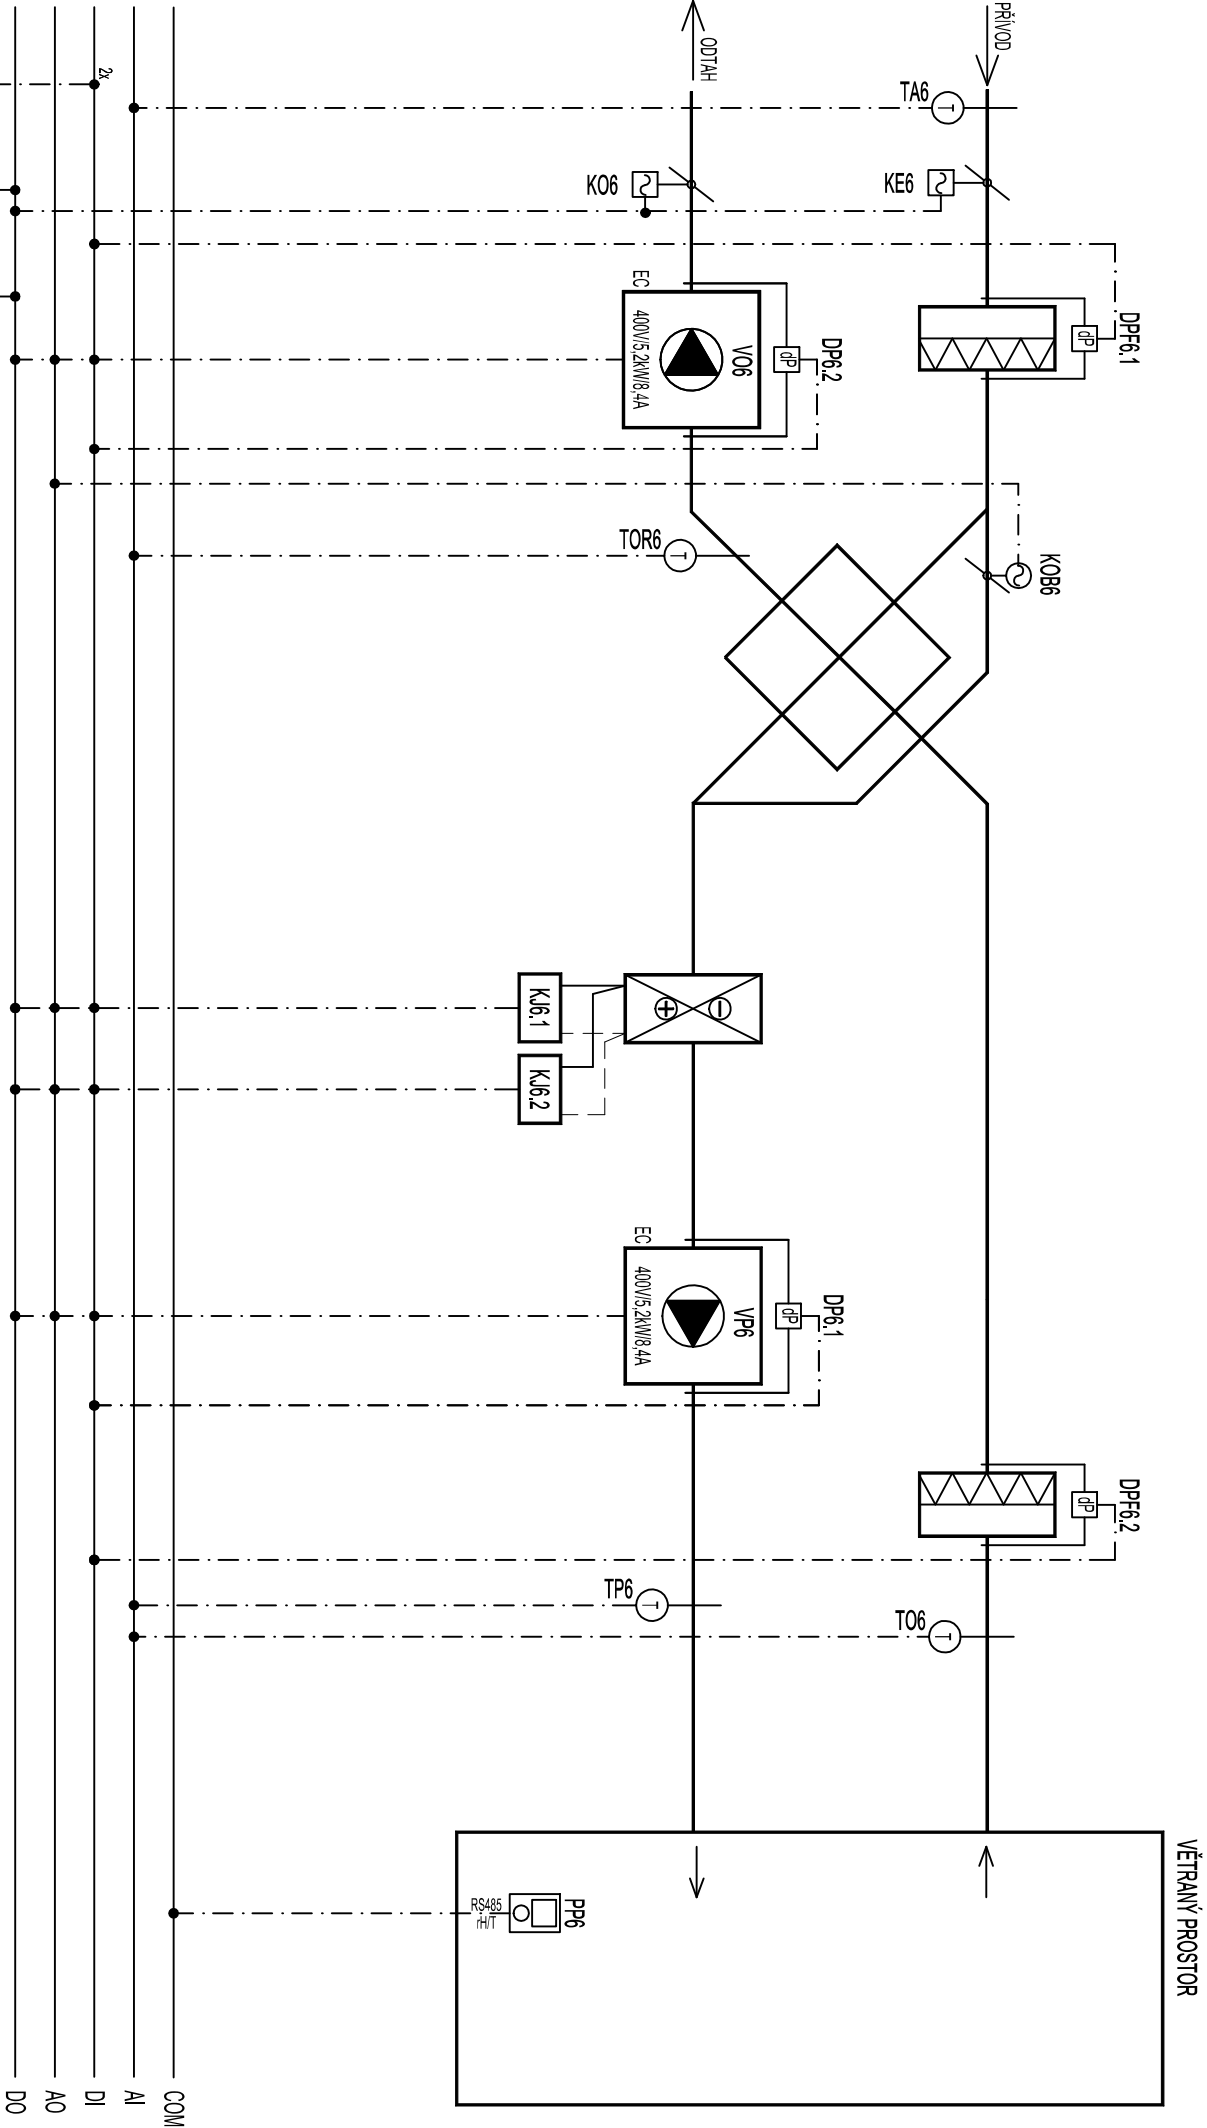 PŘÍVOD
ODTAH
2x
TA6
KO6
KE6
DPF6.1
dP
EC
400V/5,2kW/8,4A
VO6
DP6.2
dP
TOR6
T
KOB6
KJ6.1
KJ6.2
EC
400V/5,2kW/8,4A
VP6
DP6.1
dP
DPF6.2
dP
TP6
T
TO6
T
VĚTRANÝ PROSTOR
PP6
RS485
rH/T
COM
AI
DI
AO
DO
T